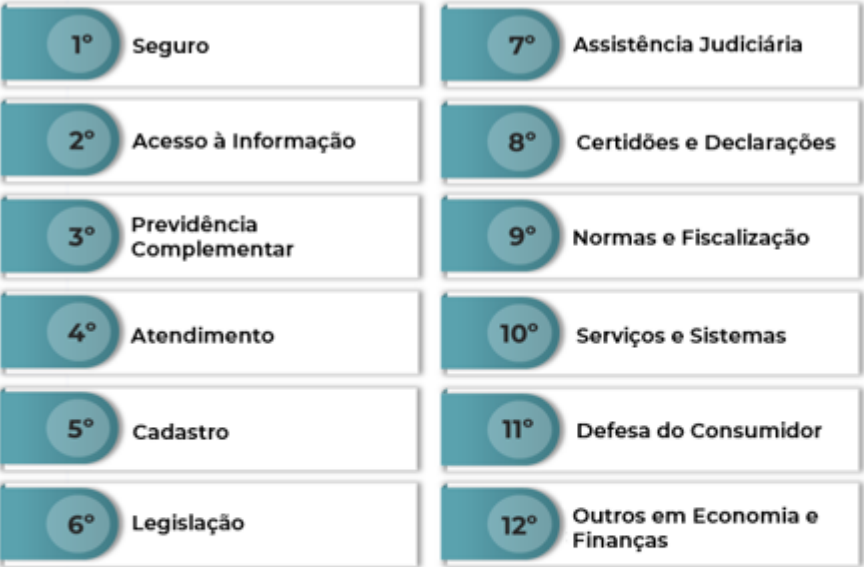 1º
Seguro
2º
Acesso à Informação
3º
Previdência
Complementar
4º
Atendimento
5º
Cadastro
6º
Legislação
7º
Assistência Judiciária
8º
Certidões e Declarações
9º
Normas e Fiscalização
10º
Serviços e Sistemas
11º
Defesa do Consumidor
12º
Outros em Economia e
Finanças